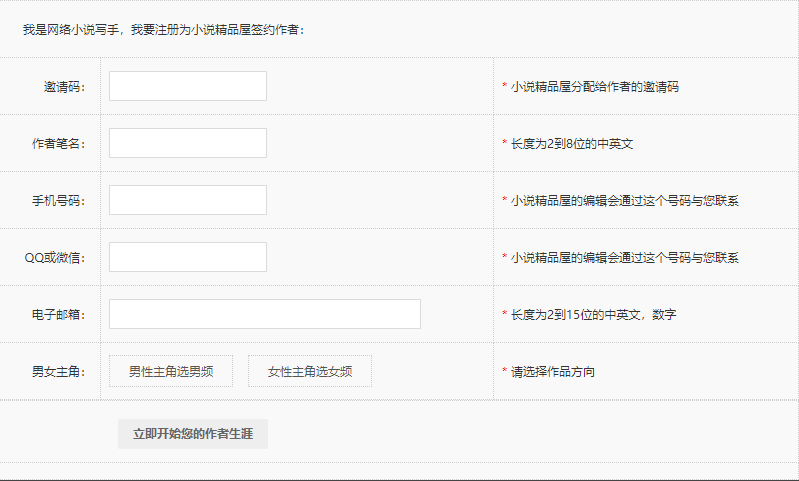 我是网络小说写手，我要注册为小说精品屋签约作者：
邀请码： * 小说精品屋分配给作者的邀请码
作者笔名： * 长度为2到8位的中英文
手机号码： * 小说精品屋的编辑会通过这个号码与您联系
QQ或微信： * 小说精品屋的编辑会通过这个号码与您联系
电子邮箱： * 长度为2到15位的中英文，数字
男女主角： 男性主角选男频 女性主角选女频 * 请选择作品方向
立即开始您的作者生涯